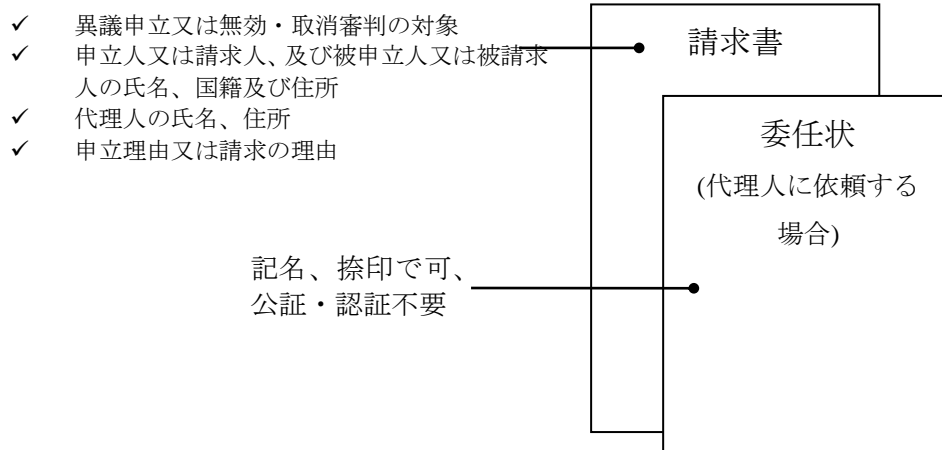 ✓ 異議申立又は無効・取消審判の対象
✓ 申立人又は請求人、及び被申立人又は被請求
人の氏名、国籍及び住所
✓ 代理人の氏名、住所
✓ 申立理由又は請求の理由
請求書
委任状
(代理人に依頼する
場合)
記名、捺印で可、
公証・認証不要